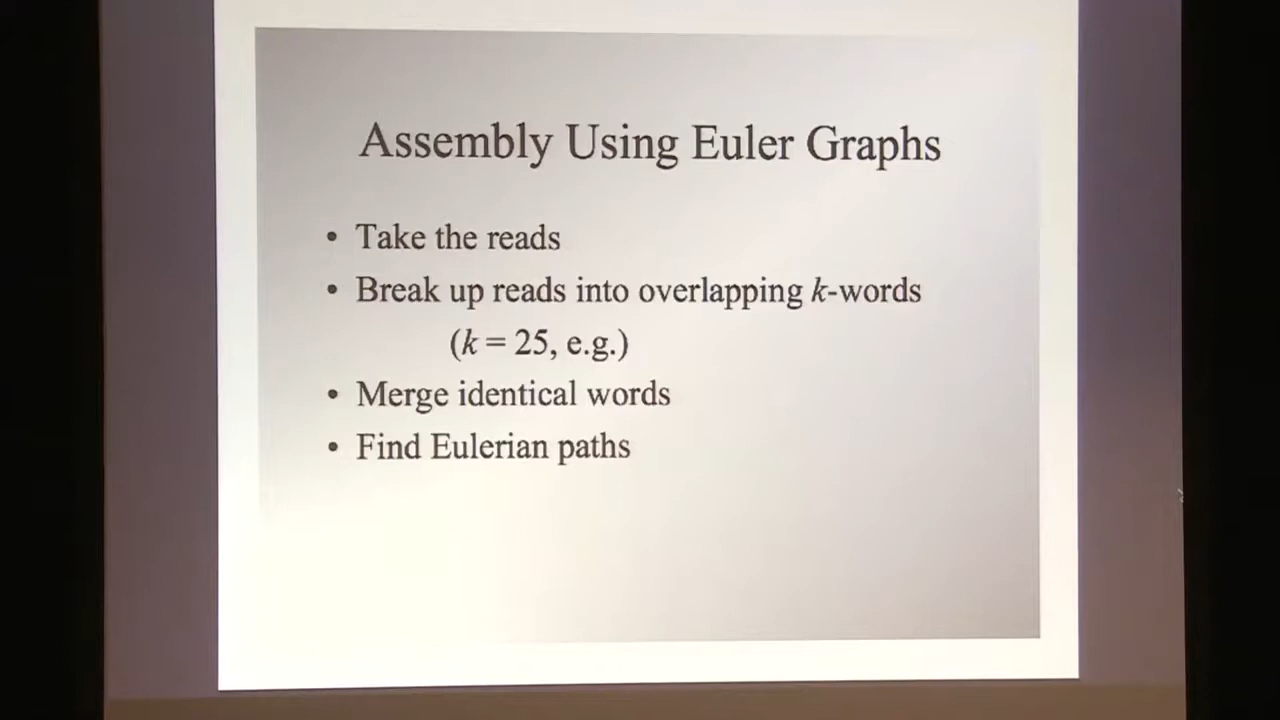 Assembly Using Euler Graphs
• Take the reads
• Break up reads into overlapping k-words
(k = 25, e.g.)
• Merge identical words
• Find Eulerian paths